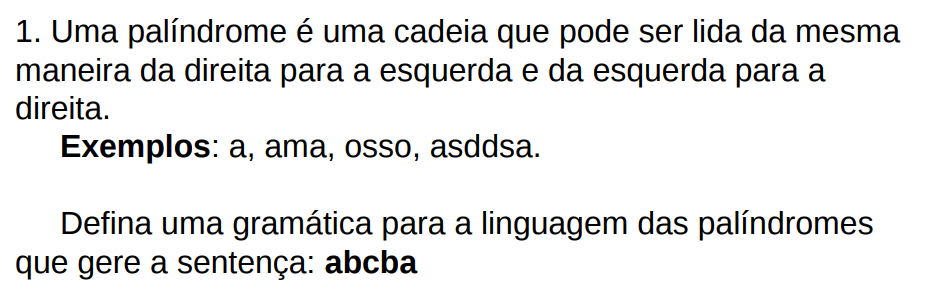 1. Uma palíndrome é uma cadeia que pode ser lida da mesma
maneira da direita para a esquerda e da esquerda para a
direita.
Exemplos: a, ama, osso, asddsa.
Defina uma gramática para a linguagem das palíndromes
que gere a sentença: abcba